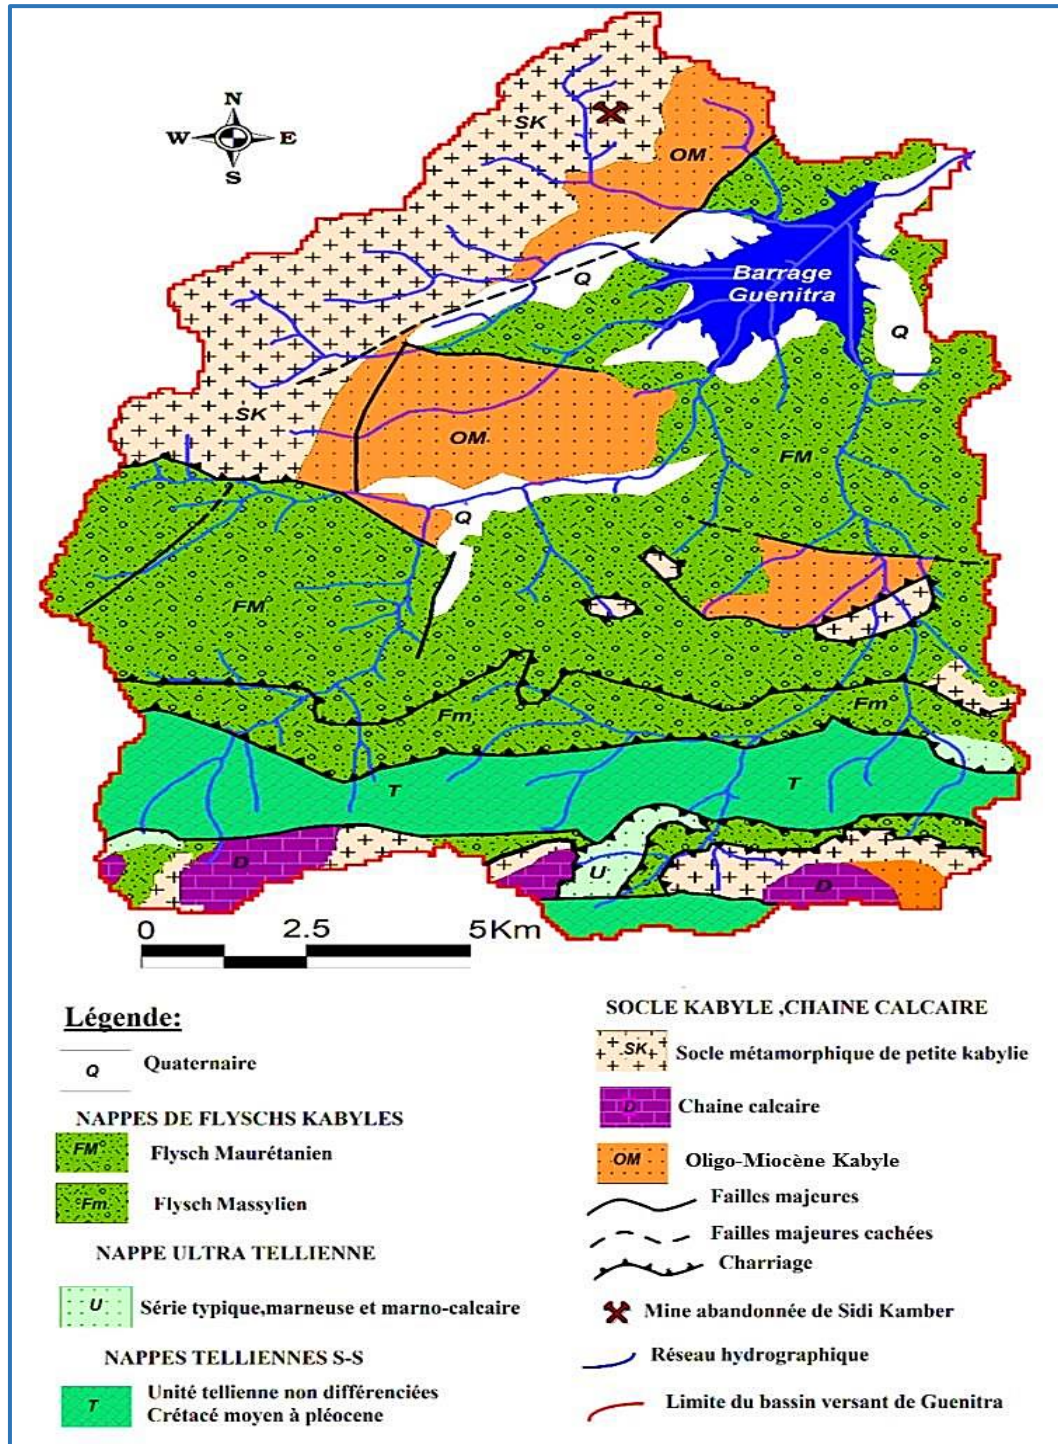 N
W E
S
SK
OM
Barrage
Guenitra
Q
Q
SK
OM
FM
Q
FM
Fm
Fm
T
T
D
U
D
0 2.5 5Km
Légende:
Q Quaternaire
NAPPES DE FLYSCHS KABYLES
FM Flysch Maurétanien
Fm Flysch Massylien
NAPPE ULTRA TELLIENNE
U Série typique,marneuse et marno-calcaire
NAPPES TELLIENNES S-S
T Unité tellienne non différenciées
Crétacé moyen à pléocene
SOCLE KABYLE ,CHAINE CALCAIRE
SK Socle métamorphique de petite kabylie
D Chaine calcaire
OM Oligo-Miocène Kabyle
Failles majeures
Failles majeures cachées
Charriage
Mine abandonnée de Sidi Kamber
Réseau hydrographique
Limite du bassin versant de Guenitra